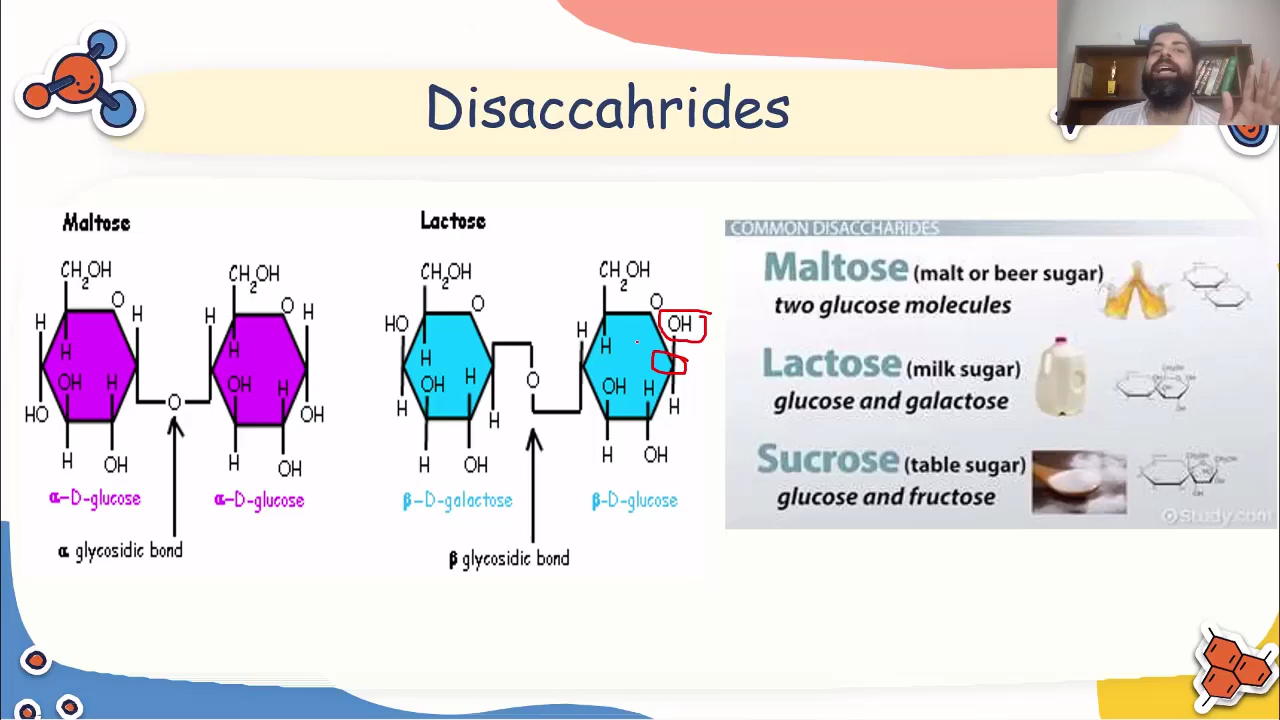 Disaccahrides
Maltose
CH2OH
CH2OH
O
H
H
O
H
H
H
H
OH
H
OH
H
HO
O
OH
H
OH
H
OH
α-D-glucose
α-D-glucose
α glycosidic bond
Lactose
CH2OH
CH2OH
O
O
HO
OH
H
H
H
H
OH
H
O
OH
H
H
H
H
H
OH
H
OH
β-D-galactose
β-D-glucose
β glycosidic bond
COMMON DISACCHARIDES
Maltose (malt or beer sugar)
two glucose molecules
Lactose (milk sugar)
glucose and galactose
Sucrose (table sugar)
glucose and fructose
Study.com